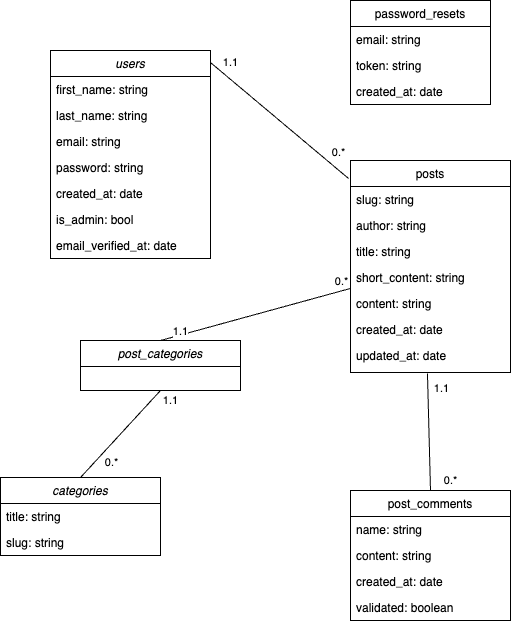 password_resets
email: string
token: string
created_at: date
users
first_name: string
last_name: string
email: string
password: string
created_at: date
is_admin: bool
email_verified_at: date
1.1
0.*
posts
slug: string
author: string
title: string
short_content: string
content: string
created_at: date
updated_at: date
0.*
1.1
post_categories
1.1
0.*
categories
title: string
slug: string
1.1
0.*
post_comments
name: string
content: string
created_at: date
validated: boolean